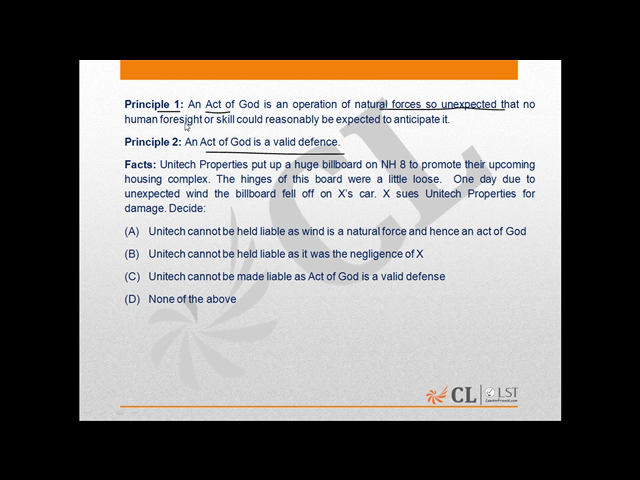 Principle 1: An Act of God is an operation of natural forces so unexpected that no
human foresight or skill could reasonably be expected to anticipate it.
Principle 2: An Act of God is a valid defence.
Facts: Unitech Properties put up a huge billboard on NH 8 to promote their upcoming
housing complex. The hinges of this board were a little loose. One day due to
unexpected wind the billboard fell off on X's car. X sues Unitech Properties for
damage. Decide:
(A) Unitech cannot be held liable as wind is a natural force and hence an act of God
(B) Unitech cannot be held liable as it was the negligence of X
(C) Unitech cannot be made liable as Act of God is a valid defense
(D) None of the above
CL
CL LST